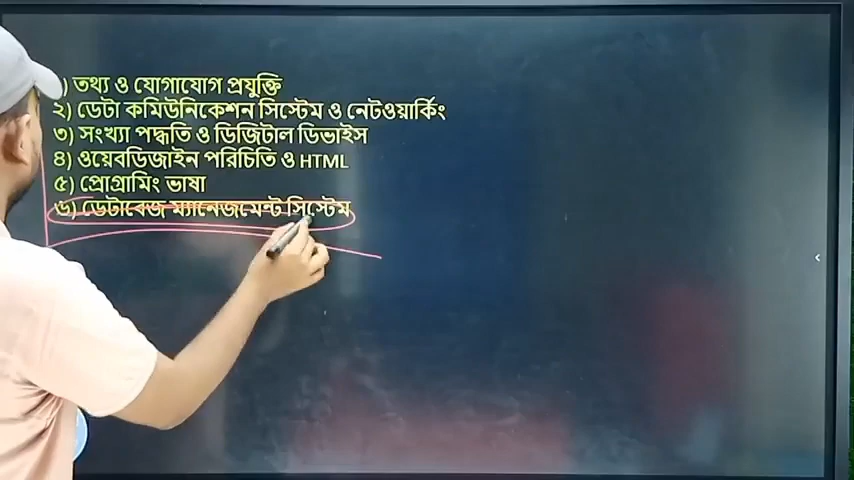 ১) তথ্য ও যোগাযোগ প্রযুক্তি
২) ডেটা কমিউনিকেশন সিস্টেম ও নেটওয়ার্কিং
৩) সংখ্যা পদ্ধতি ও ডিজিটাল ডিভাইস
৪) ওয়েবডিজাইন পরিচিতি ও HTML
৫) প্রোগ্রামিং ভাষা
৬) ডেটাবেজ ম্যানেজমেন্ট সিস্টেম